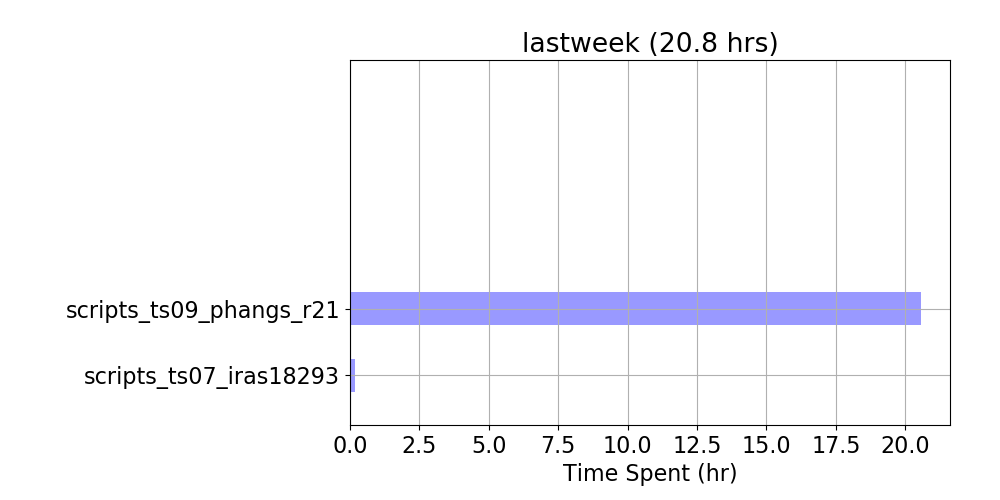 lastweek (20.8 hrs)
scripts_ts09_phangs_r21
scripts_ts07_iras18293
0.0 2.5 5.0 7.5 10.0 12.5 15.0 17.5 20.0
Time Spent (hr)